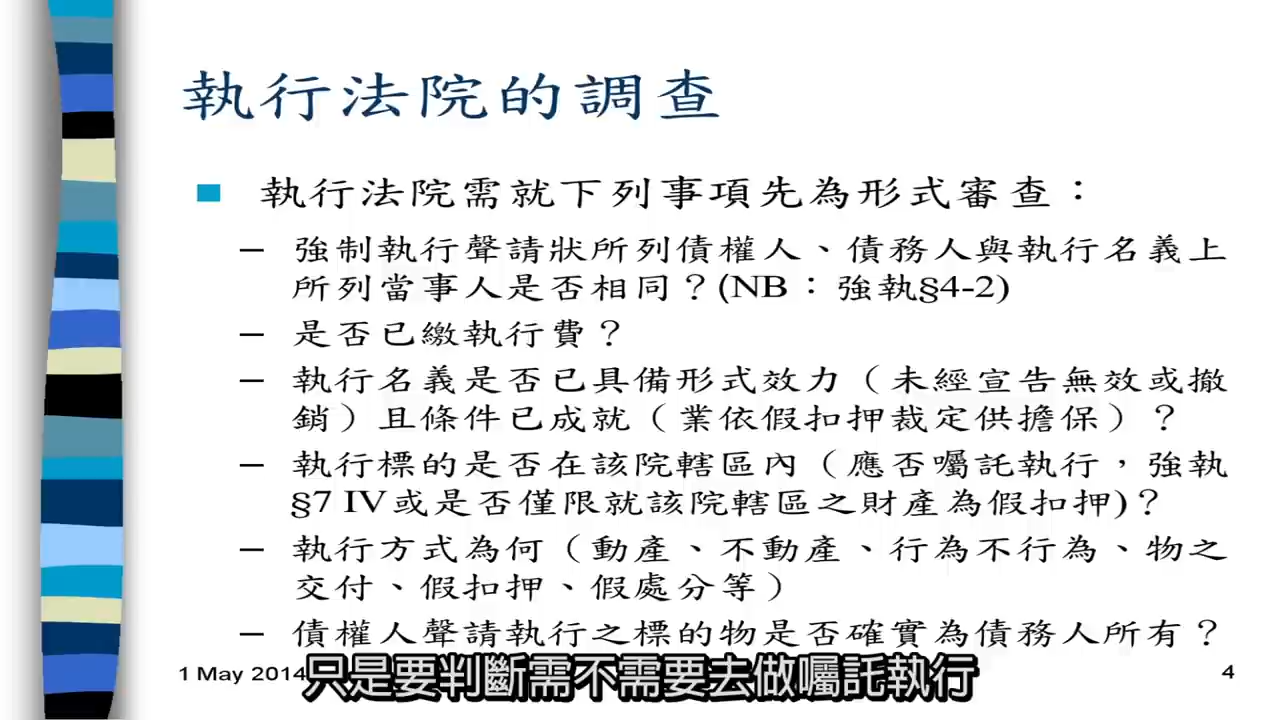 執行法院的調查
執行法院需就下列事項先為形式審查：
– 強制執行聲請狀所列債權人、債務人與執行名義上
所列當事人是否相同？(NB：強執§4-2)
– 是否已繳執行費？
– 執行名義是否已具備形式效力（未經宣告無效或撤
銷）且條件已成就（業依假扣押裁定供擔保）？
– 執行標的是否在該院轄區內（應否囑託執行，強執
§7 IV或是否僅限就該院轄區之財產為假扣押)？
– 執行方式為何（動產、不動產、行為不行為、物之
交付、假扣押、假處分等）
– 債權人聲請執行之標的物是否確實為債務人所有？
1 May 2014
只是要判斷需不需要去做囑託執行
4